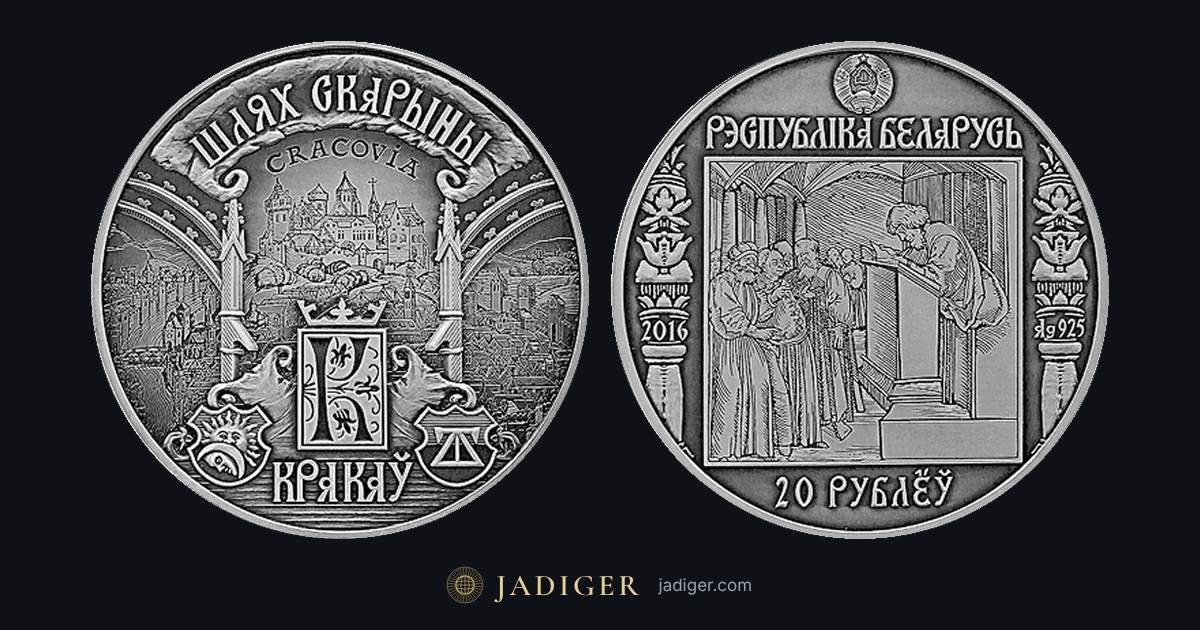 ШЛЯХ СКАРЫНЫ
CRACOVIA
К
КРАКАЎ
РЭСПУБЛІКА БЕЛАРУСЬ
2016
Ag 925
20 РУБЛЁЎ
JADIGER jadiger.com